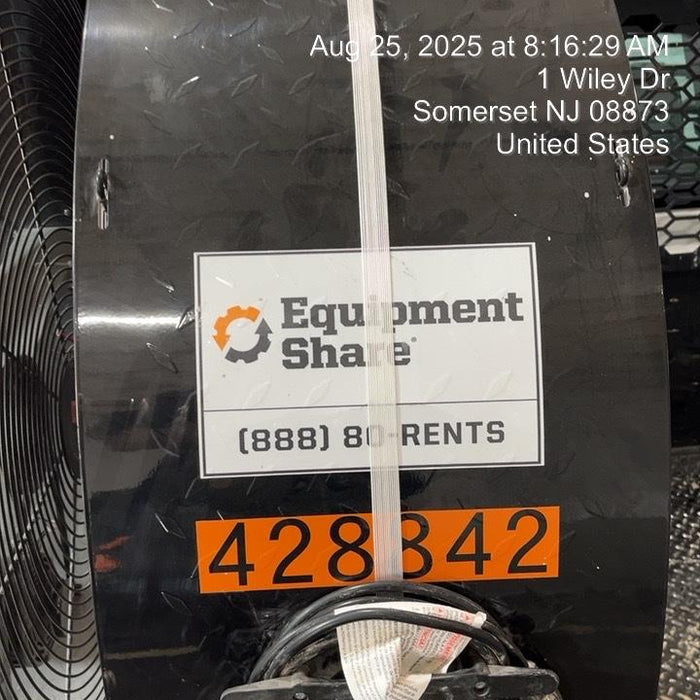 Aug 25, 2025 at 8:16:29 AM
1 Wiley Dr
Somerset NJ 08873
United States
Equipment
Share
(888) 80-RENTS
428842